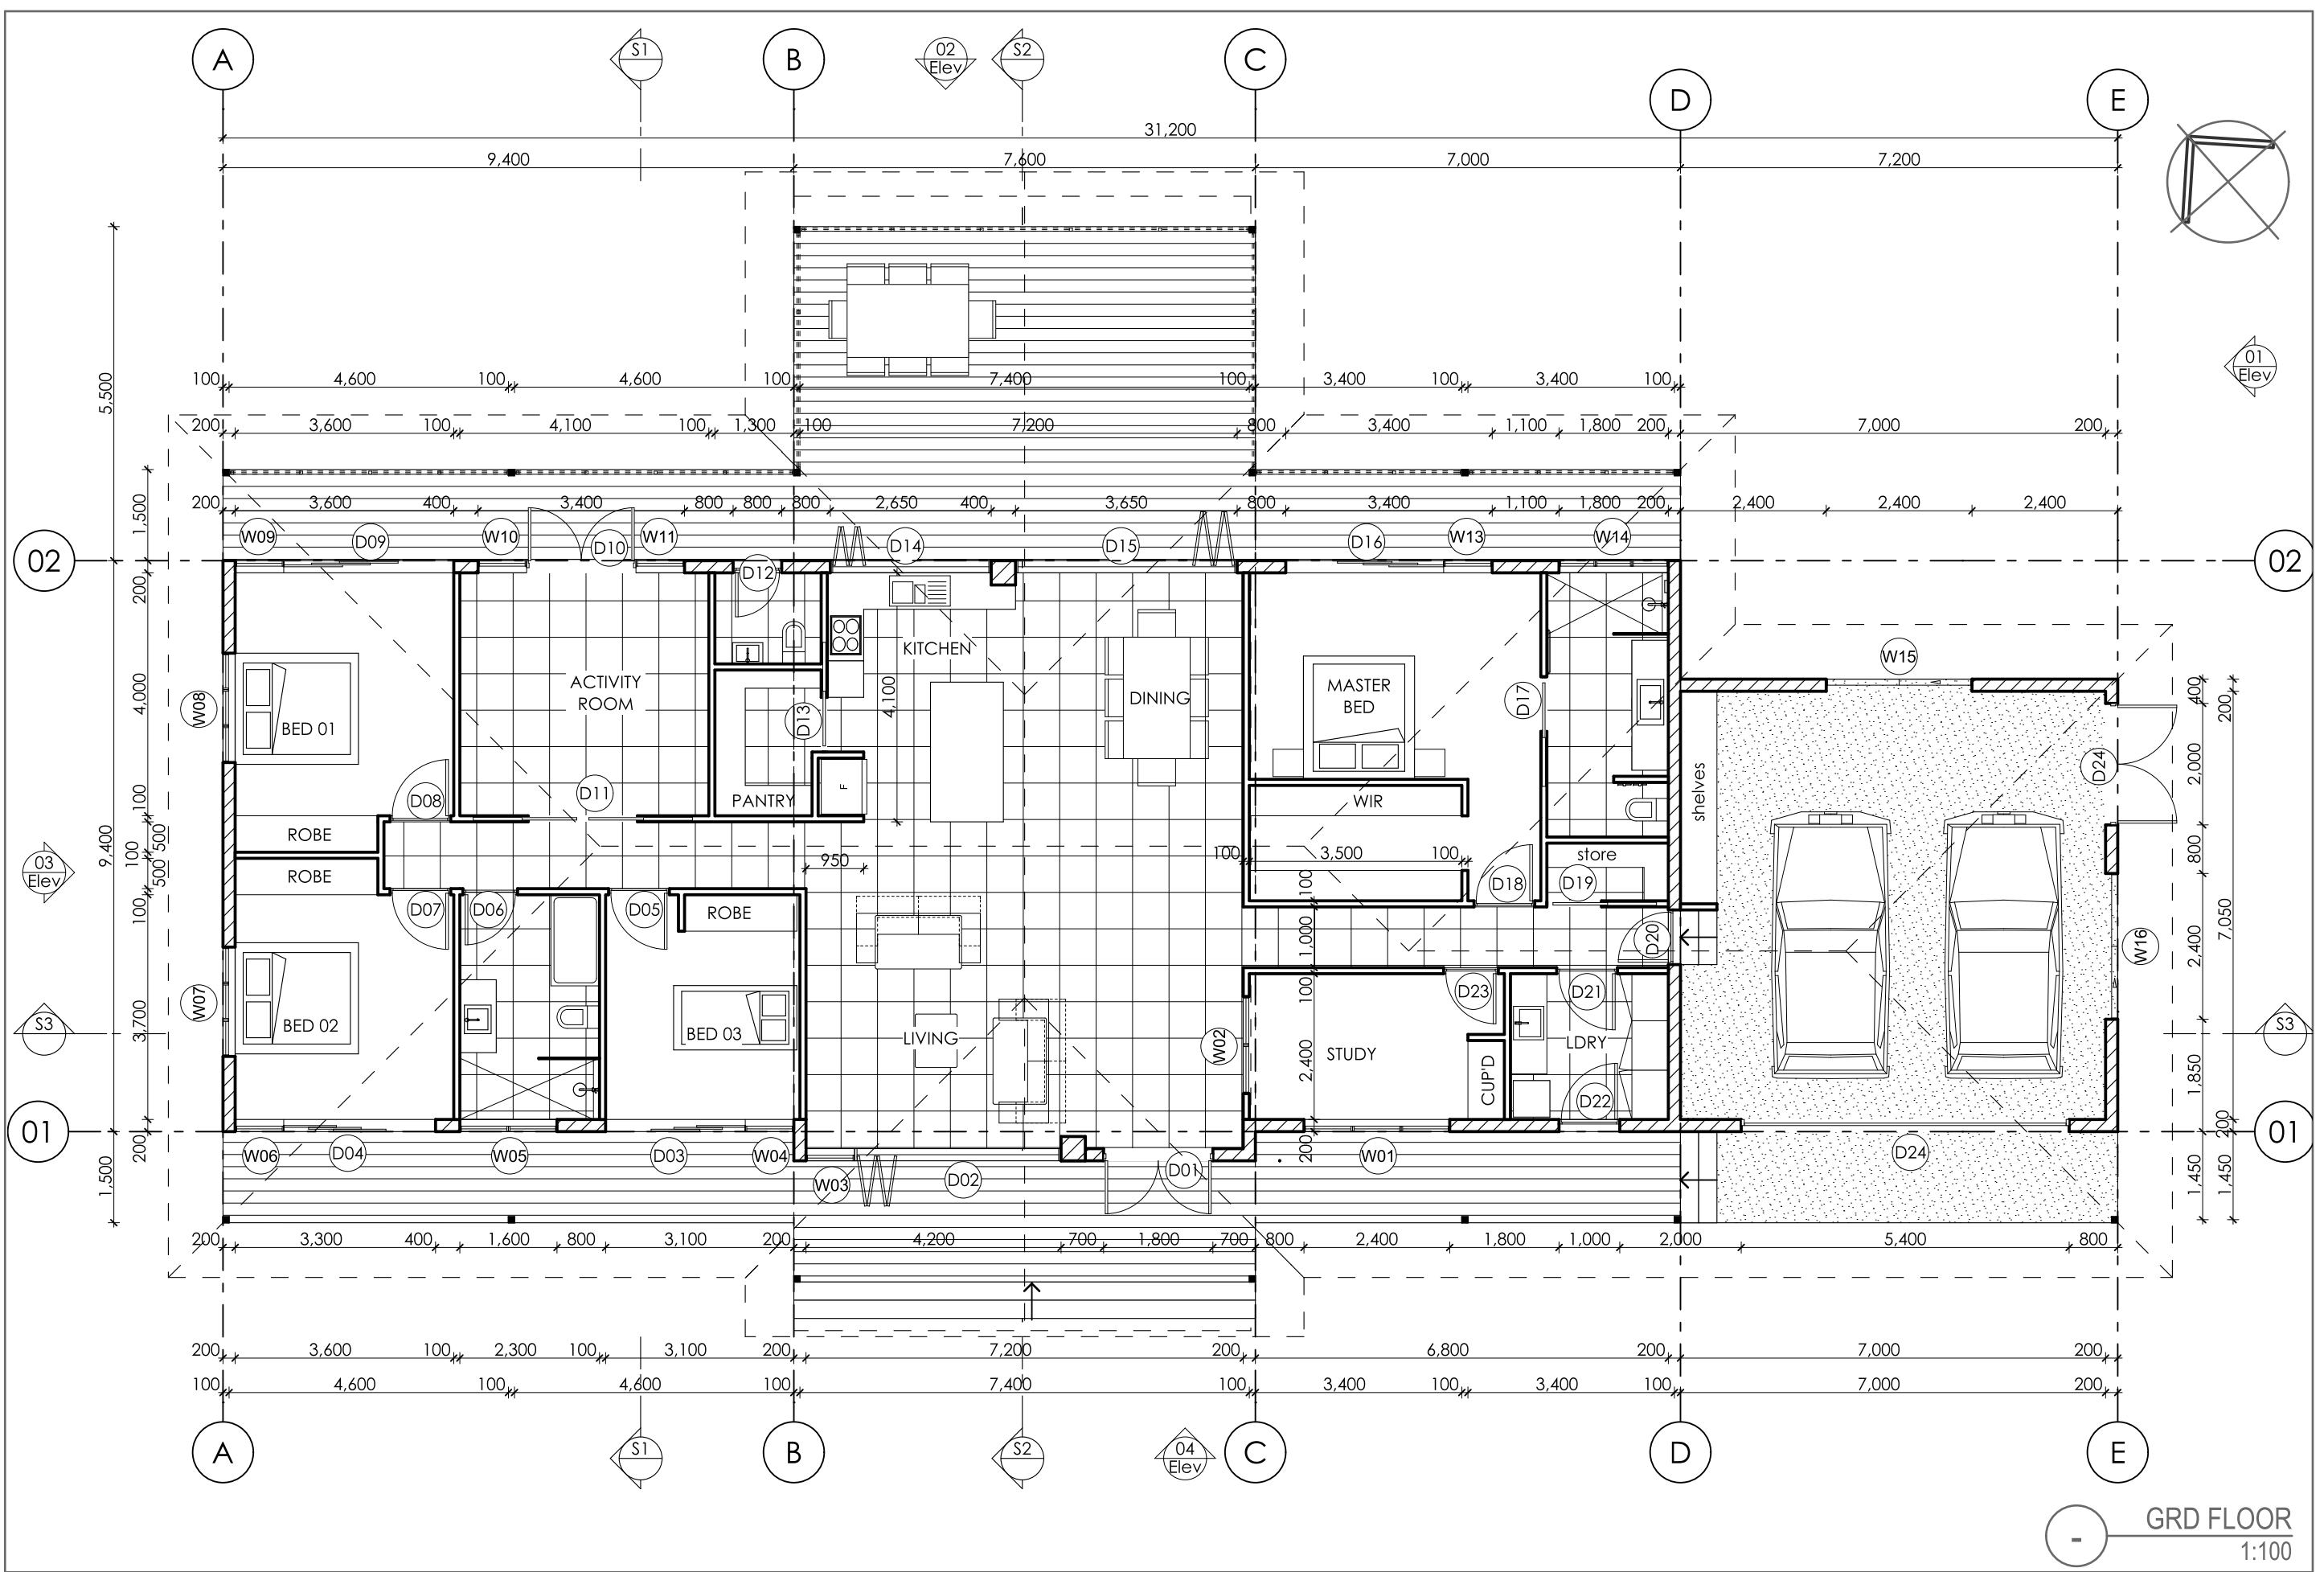 A
S1
B
02
Elev
S2
C
D
E
31,200
9,400
7,600
7,000
7,200
100
4,600
100
4,600
100
7,400
100
3,400
100
3,400
100
01
Elev
5,500
200
3,600
100
4,100
100
1,300
100
7,200
800
3,400
1,100
1,800
200
7,000
200
1,500
200
3,600
400
3,400
800
800
800
2,650
400
3,650
800
3,400
1,100
1,800
200
2,400
2,400
2,400
W09
D09
W10
D10
W11
D14
D15
D16
W13
W14
02
D12
02
200
KITCHEN
W15
ACTIVITY
ROOM
MASTER
BED
400
200
4,000
W08
BED 01
4,100
DINING
D17
D13
D24
2,000
shelves
D11
D08
PANTRY
F
WIR
100
ROBE
500
100
500
9,400
03
Elev
950
100
3,500
100
store
800
ROBE
D18
D19
100
100
D07
D06
D05
ROBE
1,000
D20
W16
2,400
7,050
W07
BED 02
BED 03
100
D23
D21
S3
3,700
LIVING
W02
STUDY
LDRY
S3
2,400
CUP'D
1,850
D22
01
200
01
200
W06
D04
W05
D03
W04
W03
D02
D01
200
W01
D24
1,500
1,450
1,450
200
3,300
400
1,600
800
3,100
200
4,200
700
1,800
700
800
2,400
1,800
1,000
2,000
5,400
800
200
3,600
100
2,300
100
3,100
200
7,200
200
6,800
200
7,000
200
100
4,600
100
4,600
100
7,400
100
3,400
100
3,400
100
7,000
200
A
S1
B
S2
04
Elev
C
D
E
-
GRD FLOOR
1:100